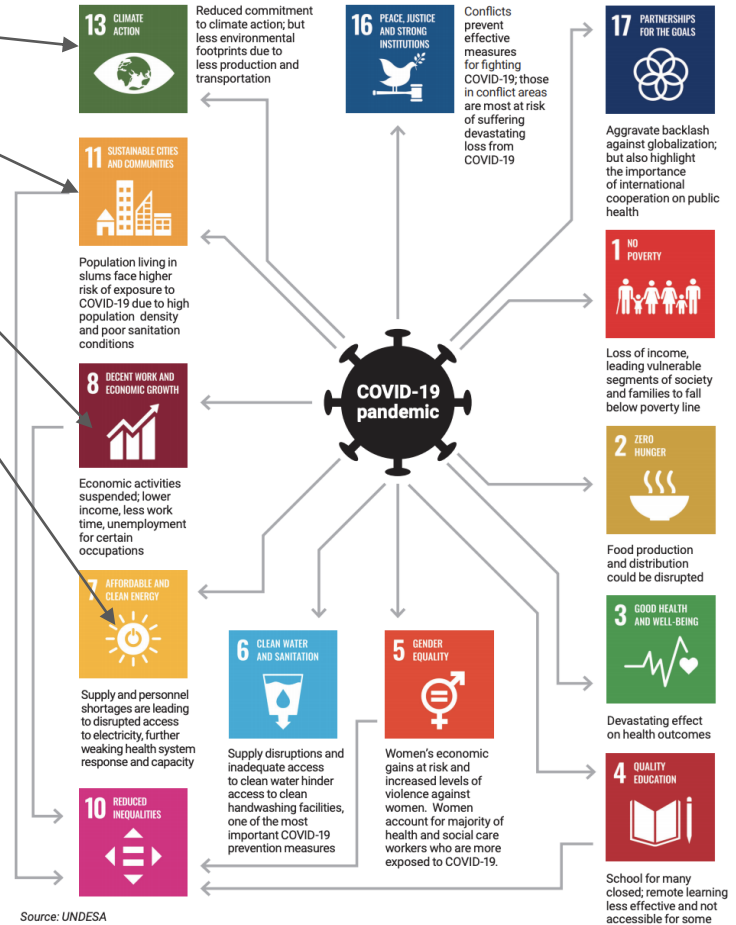 13 CLIMATE
ACTION
Reduced commitment
to climate action; but
less environmental
footprints due to
less production and
transportation
16 PEACE, JUSTICE
AND STRONG
INSTITUTIONS
Conflicts
prevent
effective
measures
for fighting
COVID-19; those
in conflict areas
are most at risk
of suffering
devastating
loss from
COVID-19
17 PARTNERSHIPS
FOR THE GOALS
Aggravate backlash
against globalization;
but also highlight
the importance
of international
cooperation on public
health
11 SUSTAINABLE CITIES
AND COMMUNITIES
Population living in
slums face higher
risk of exposure to
COVID-19 due to high
population density
and poor sanitation
conditions
1 NO
POVERTY
Loss of income,
leading vulnerable
segments of society
and families to fall
below poverty line
COVID-19
pandemic
8 DECENT WORK AND
ECONOMIC GROWTH
Economic activities
suspended; lower
income, less work
time, unemployment
for certain
occupations
2 ZERO
HUNGER
Food production
and distribution
could be disrupted
7 AFFORDABLE AND
CLEAN ENERGY
Supply and personnel
shortages are leading
to disrupted access
to electricity, further
weaking health system
response and capacity
6 CLEAN WATER
AND SANITATION
Supply disruptions and
inadequate access
to clean water hinder
access to clean
handwashing facilities,
one of the most
important COVID-19
prevention measures
5 GENDER
EQUALITY
Women's economic
gains at risk and
increased levels of
violence against
women. Women
account for majority of
health and social care
workers who are more
exposed to COVID-19.
3 GOOD HEALTH
AND WELL-BEING
Devastating effect
on health outcomes
4 QUALITY
EDUCATION
School for many
closed; remote learning
less effective and not
accessible for some
10 REDUCED
INEQUALITIES
Source: UNDESA